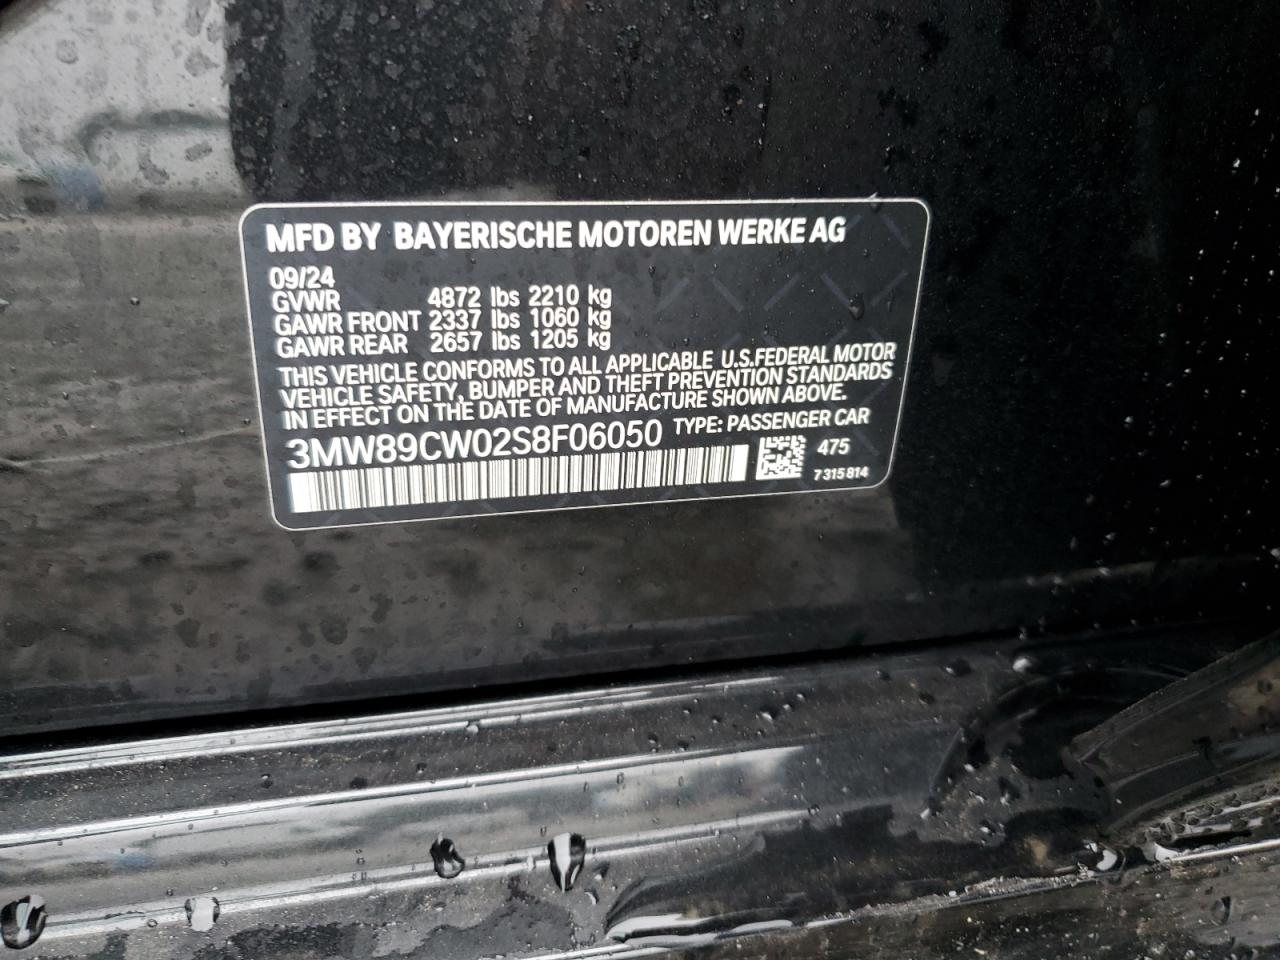 MFD BY BAYERISCHE MOTOREN WERKE AG
09/24
GVWR 4872 lbs 2210 kg
GAWR FRONT 2337 lbs 1060 kg
GAWR REAR 2657 lbs 1205 kg
THIS VEHICLE CONFORMS TO ALL APPLICABLE U.S.FEDERAL MOTOR
VEHICLE SAFETY, BUMPER AND THEFT PREVENTION STANDARDS
IN EFFECT ON THE DATE OF MANUFACTURE SHOWN ABOVE.
3MW89CW02S8F06050 TYPE: PASSENGER CAR
475
7315814